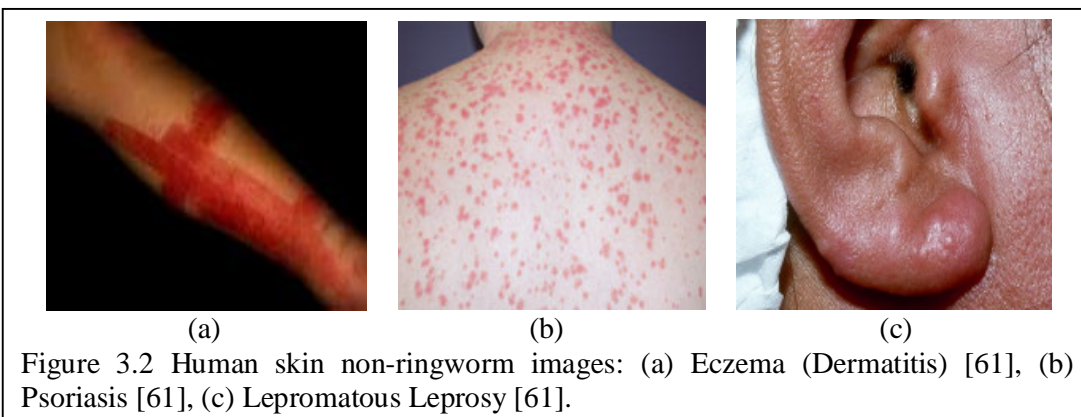 (a) (b) (c)
Figure 3.2 Human skin non-ringworm images: (a) Eczema (Dermatitis) [61], (b)
Psoriasis [61], (c) Lepromatous Leprosy [61].